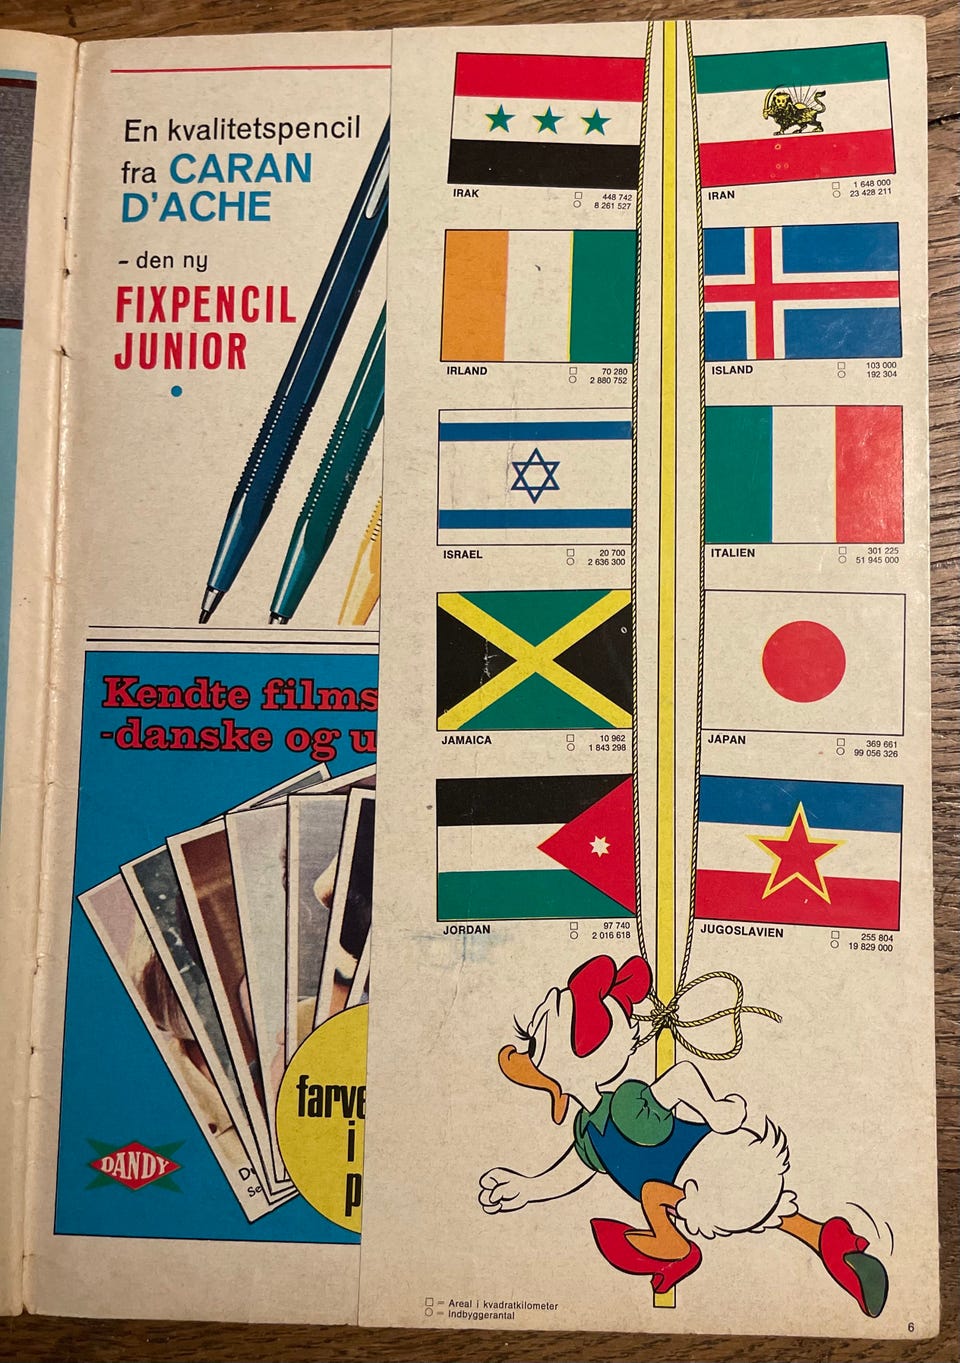 En kvalitetspencil
fra CARAN
D'ACHE
– den ny
FIXPENCIL
JUNIOR
Kendte films
-danske og u
farve
i
p
DANDY
IRAK
□ 448 742
○ 8 261 527
IRAN
□ 1 648 000
○ 23 428 211
IRLAND
□ 70 280
○ 2 880 752
ISLAND
□ 103 000
○ 192 304
ISRAEL
□ 20 700
○ 2 636 300
ITALIEN
□ 301 225
○ 51 945 000
JAMAICA
□ 10 962
○ 1 843 298
JAPAN
□ 369 661
○ 99 056 326
JORDAN
□ 97 740
○ 2 016 618
JUGOSLAVIEN
□ 255 804
○ 19 829 000
□ = Areal i kvadratkilometer
○ = Indbyggerantal
6